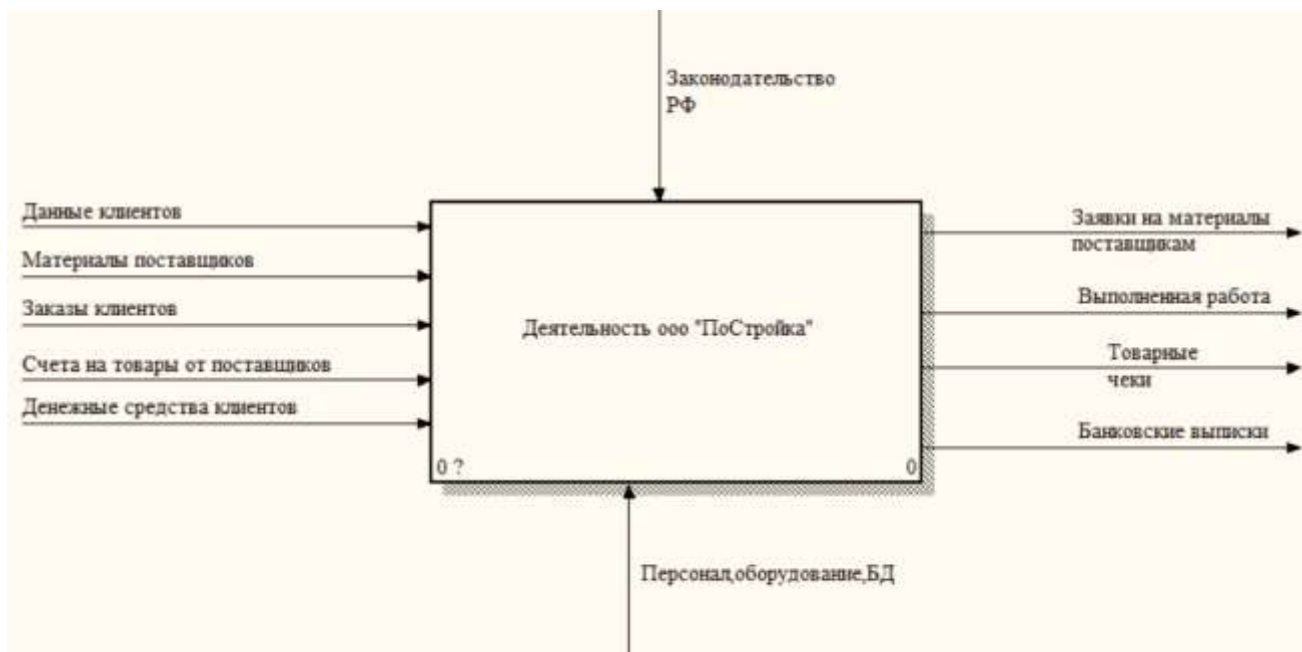 Законодательство
РФ
Данные клиентов
Материалы поставщиков
Заказы клиентов
Счета на товары от поставщиков
Денежные средства клиентов
Деятельность ооо "ПоСтройка"
0 ?
0
Заявки на материалы
поставщикам
Выполненная работа
Товарные
чеки
Банковские выписки
Персонал,оборудование,БД